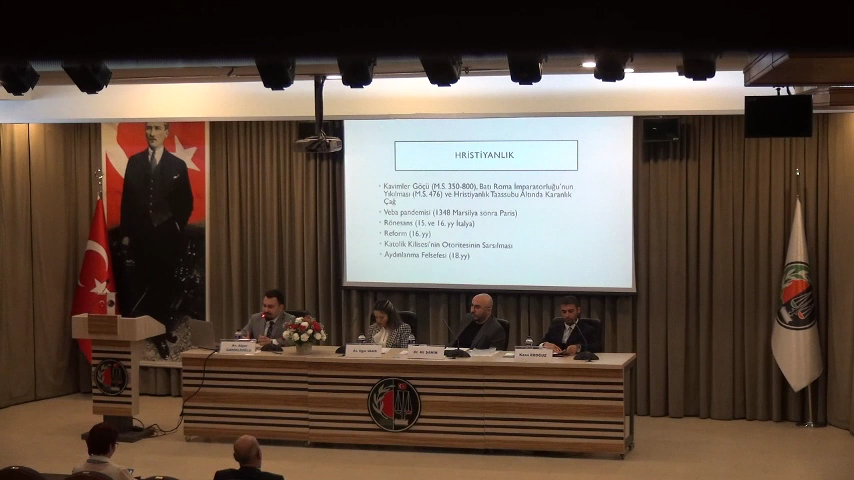 HRİSTİYANLIK
• Kavimler Göçü (M.S. 350-800), Batı Roma İmparatorluğu'nun
Yıkılması (M.S. 476) ve Hristiyanlık Taassubu Altında Karanlık
Çağ
• Veba pandemisi (1348 Marsilya sonra Paris)
• Rönesans (15. ve 16. yy İtalya)
• Reform (16. yy)
• Katolik Kilisesi'nin Otoritesinin Sarsılması
• Aydınlanma Felsefesi (18.yy)